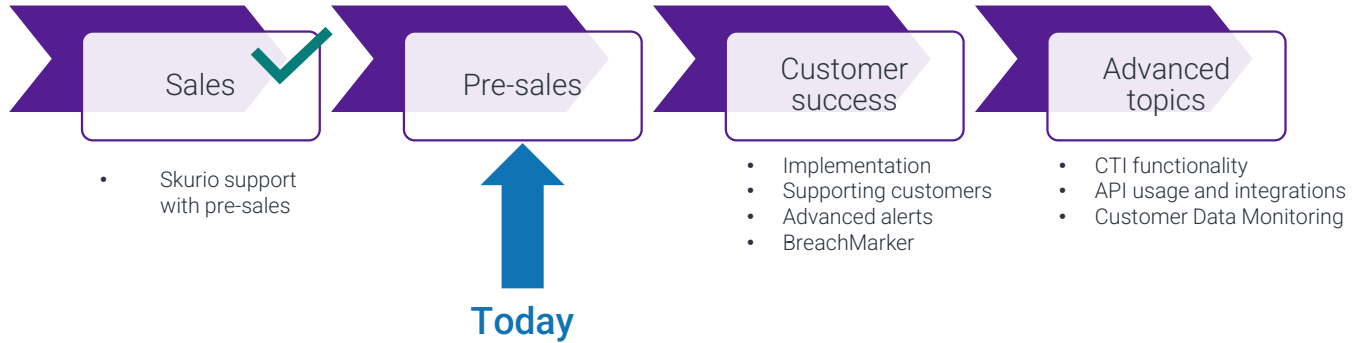 Sales
Pre-sales
Customer
success
Advanced
topics
• Skurio support
with pre-sales
• Implementation
• Supporting customers
• Advanced alerts
• BreachMarker
• CTI functionality
• API usage and integrations
• Customer Data Monitoring
Today